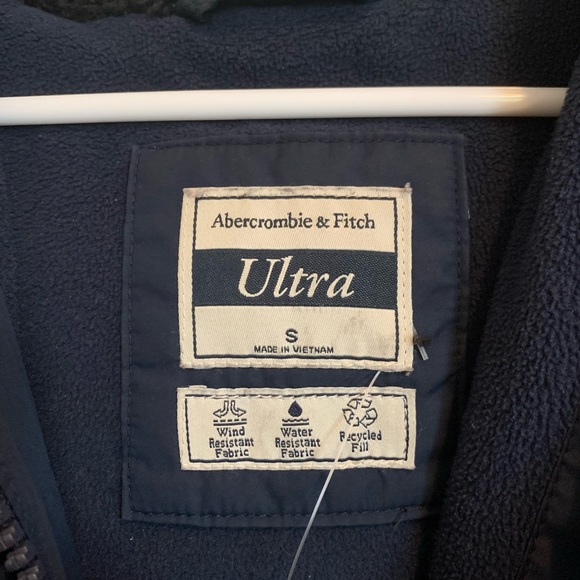 Abercrombie & Fitch
Ultra
S
MADE IN VIETNAM
Wind
Resistant
Fabric
Water
Resistant
Fabric
Recycled
Fill